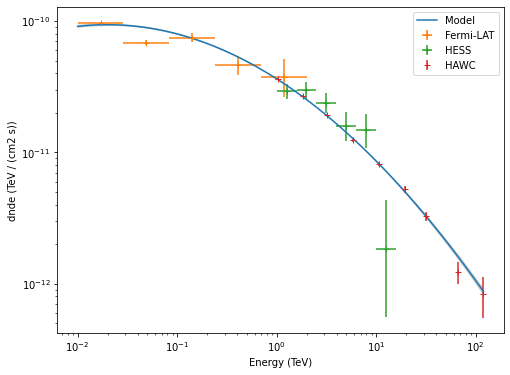 Model
Fermi-LAT
HESS
HAWC
dnde (TeV / (cm2 s))
10⁻¹⁰
10⁻¹¹
10⁻¹²
10⁻²
10⁻¹
10⁰
10¹
10²
Energy (TeV)